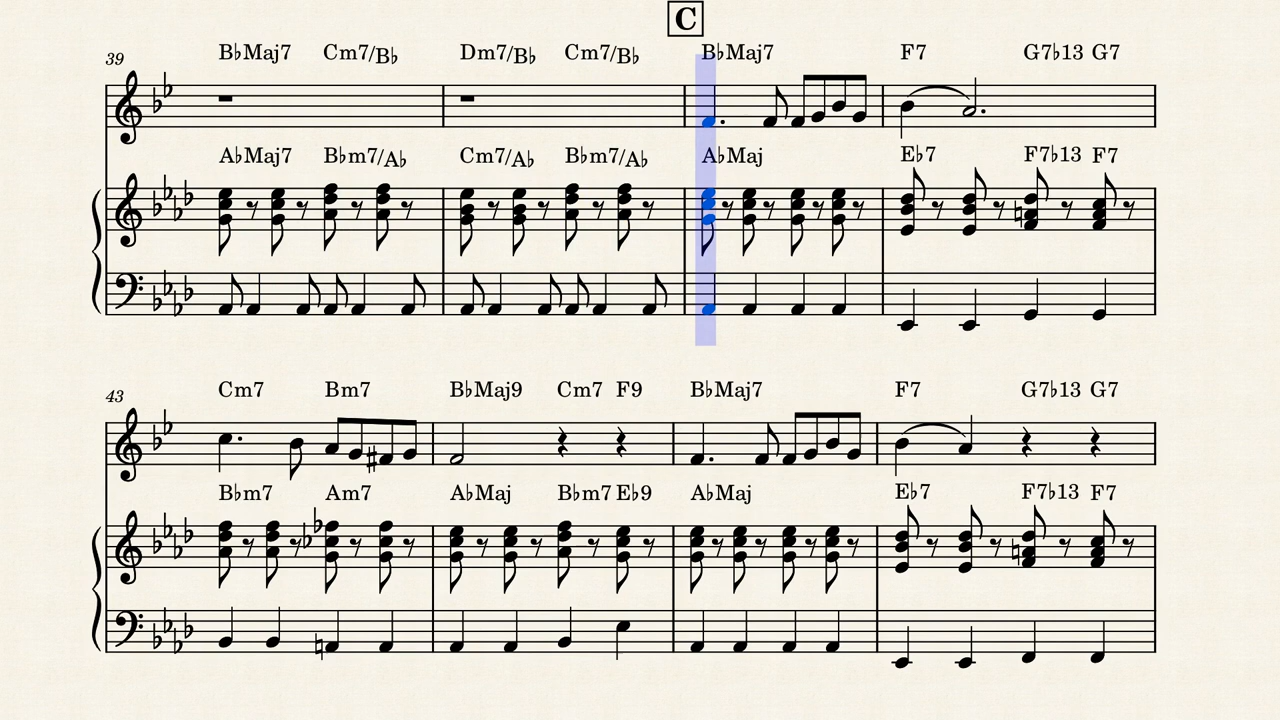 C
39 B♭Maj7 Cm7/B♭ Dm7/B♭ Cm7/B♭ B♭Maj7 F7 G7♭13 G7
A♭Maj7 B♭m7/A♭ Cm7/A♭ B♭m7/A♭ A♭Maj E♭7 F7♭13 F7
43 Cm7 Bm7 B♭Maj9 Cm7 F9 B♭Maj7 F7 G7♭13 G7
B♭m7 Am7 A♭Maj B♭m7 E♭9 A♭Maj E♭7 F7♭13 F7